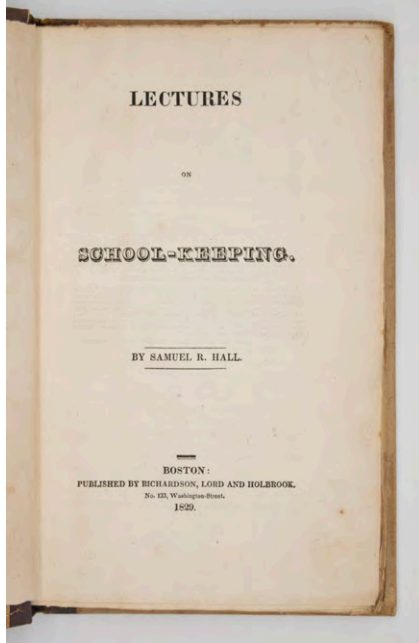 LECTURES
ON
SCHOOL-KEEPING.
BY SAMUEL R. HALL.
BOSTON:
PUBLISHED BY RICHARDSON, LORD AND HOLBROOK,
No. 133, Washington-Street.
1829.